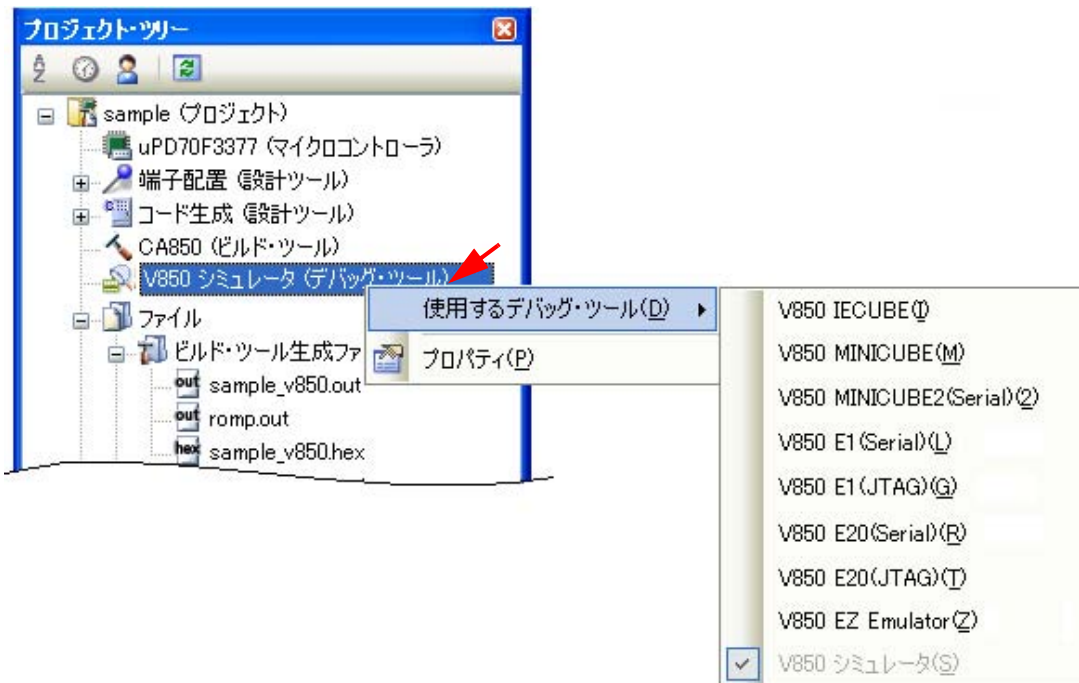 プロジェクト・ツリー
sample (プロジェクト)
uPD70F3377 (マイクロコントローラ)
端子配置 (設計ツール)
コード生成 (設計ツール)
CA850 (ビルド・ツール)
V850 シミュレータ (デバッグ・ツール)
ファイル
ビルド・ツール生成ファ
out sample_v850.out
out romp.out
hex sample_v850.hex
使用するデバッグ・ツール(D)
プロパティ(P)
V850 IECUBE(I)
V850 MINICUBE(M)
V850 MINICUBE2(Serial)(2)
V850 E1(Serial)(L)
V850 E1(JTAG)(G)
V850 E20(Serial)(R)
V850 E20(JTAG)(T)
V850 EZ Emulator(Z)
V850 シミュレータ(S)